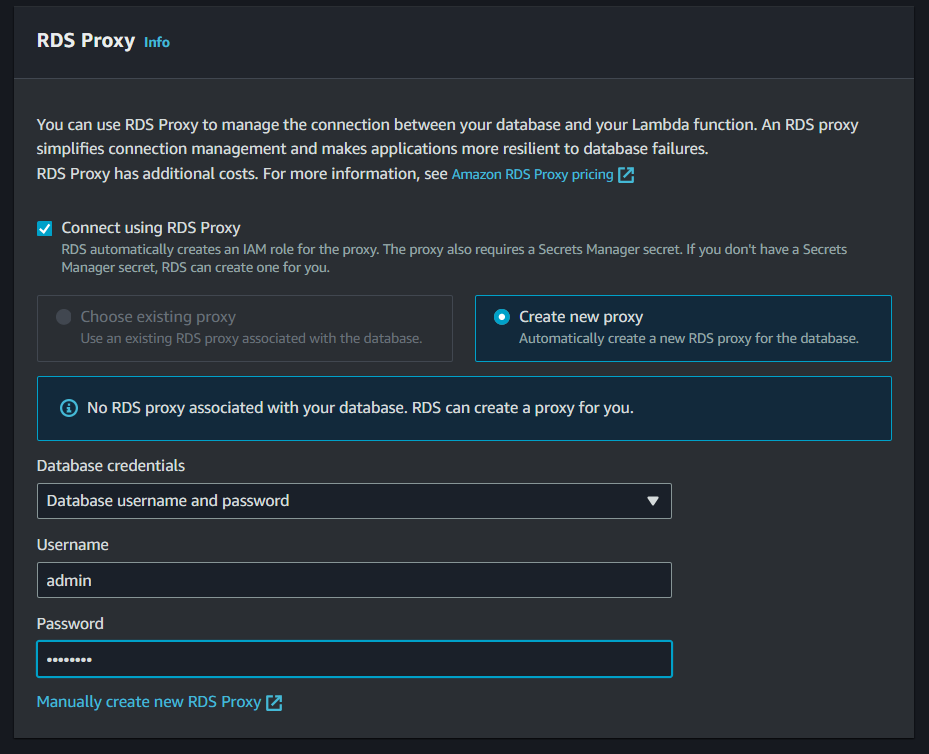 RDS Proxy Info
You can use RDS Proxy to manage the connection between your database and your Lambda function. An RDS proxy
simplifies connection management and makes applications more resilient to database failures.
RDS Proxy has additional costs. For more information, see Amazon RDS Proxy pricing
Connect using RDS Proxy
RDS automatically creates an IAM role for the proxy. The proxy also requires a Secrets Manager secret. If you don't have a Secrets
Manager secret, RDS can create one for you.
Choose existing proxy
Use an existing RDS proxy associated with the database.
Create new proxy
Automatically create a new RDS proxy for the database.
No RDS proxy associated with your database. RDS can create a proxy for you.
Database credentials
Database username and password
Username
admin
Password
••••••••
Manually create new RDS Proxy